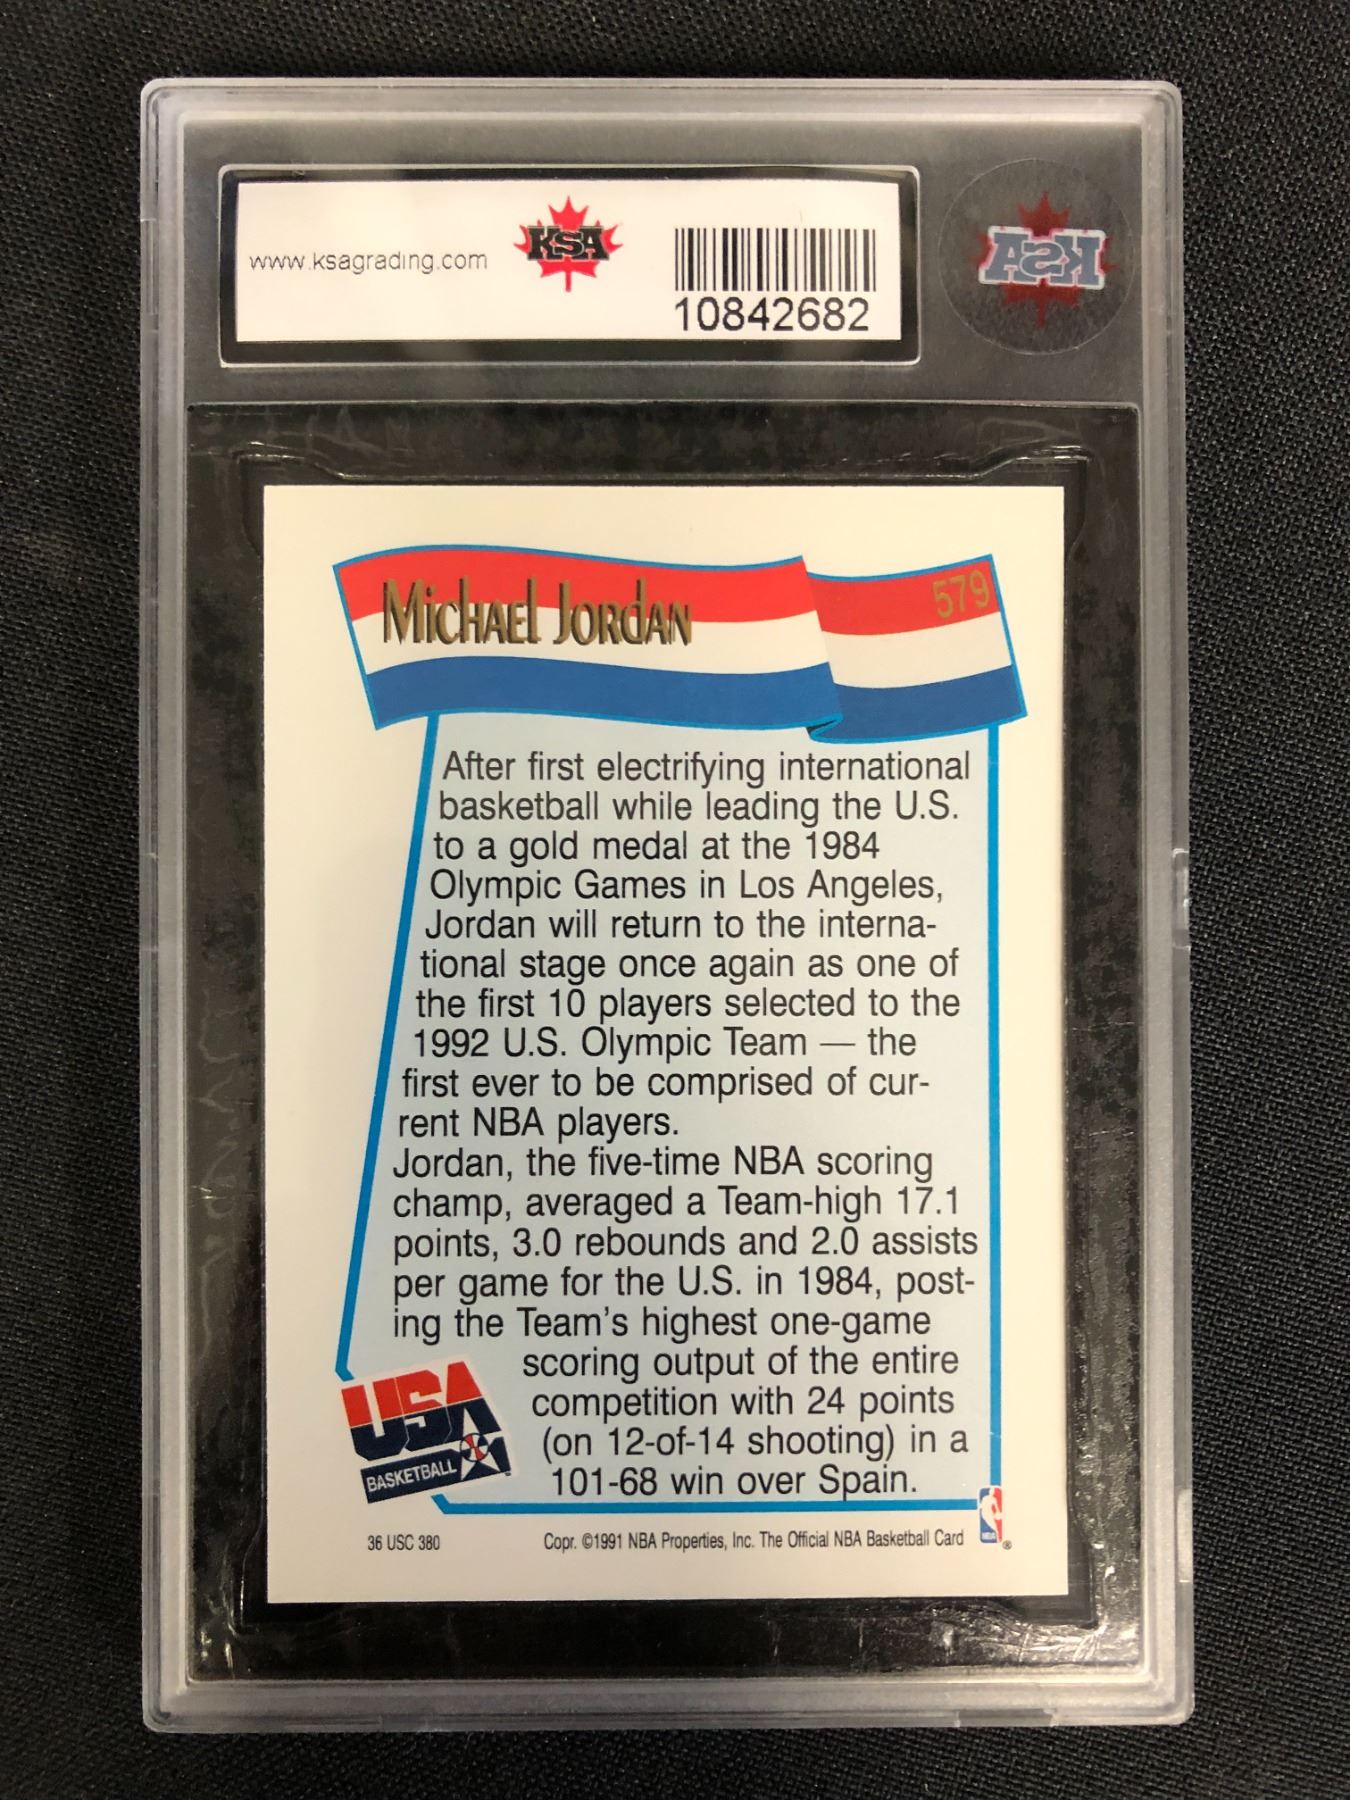 www.ksagrading.com
KSA
10842682
KSA
Michael Jordan
579
After first electrifying international
basketball while leading the U.S.
to a gold medal at the 1984
Olympic Games in Los Angeles,
Jordan will return to the interna-
tional stage once again as one of
the first 10 players selected to the
1992 U.S. Olympic Team — the
first ever to be comprised of cur-
rent NBA players.
Jordan, the five-time NBA scoring
champ, averaged a Team-high 17.1
points, 3.0 rebounds and 2.0 assists
per game for the U.S. in 1984, post-
ing the Team's highest one-game
scoring output of the entire
competition with 24 points
(on 12-of-14 shooting) in a
101-68 win over Spain.
USA
BASKETBALL
NBA
®
36 USC 380
Copr. ©1991 NBA Properties, Inc. The Official NBA Basketball Card